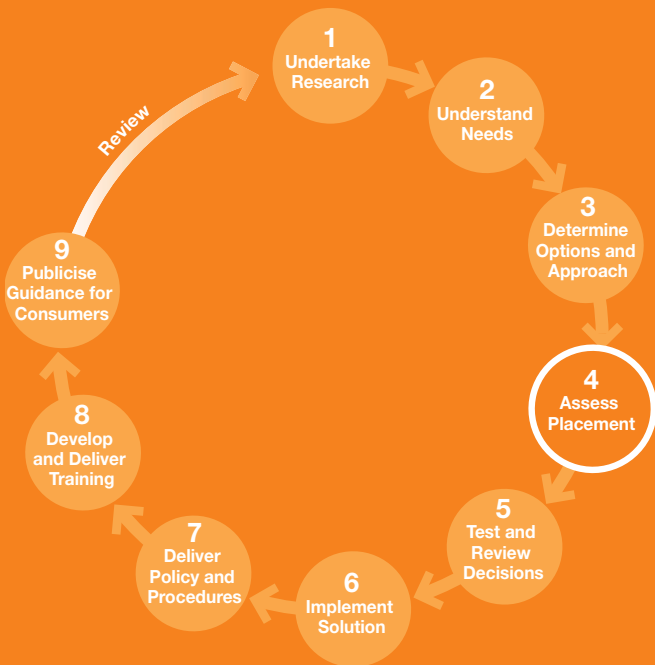 1
Undertake
Research
2
Understand
Needs
3
Determine
Options and
Approach
4
Assess
Placement
5
Test and
Review
Decisions
6
Implement
Solution
7
Deliver
Policy and
Procedures
8
Develop
and Deliver
Training
9
Publicise
Guidance for
Consumers
Review